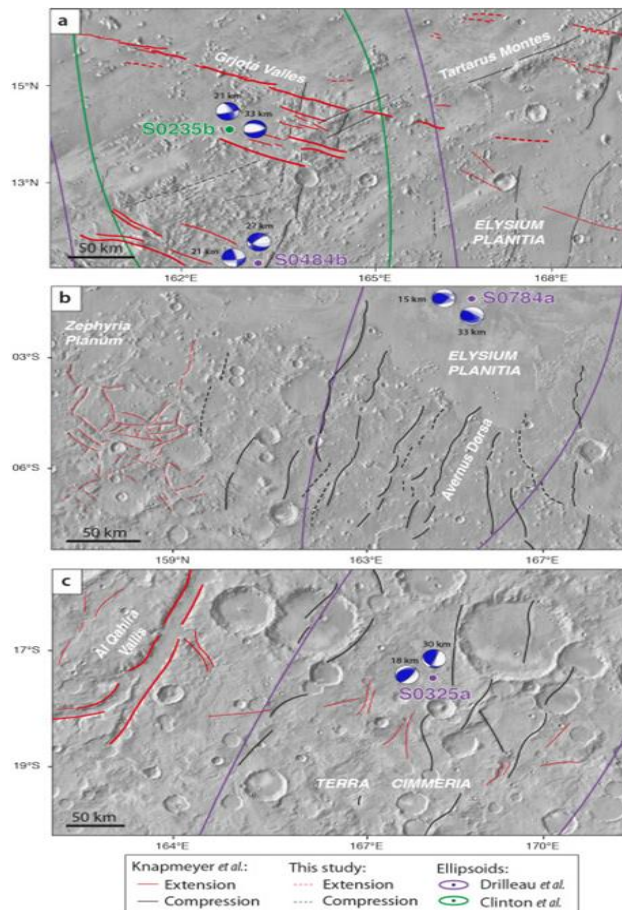 a
Grjotá Valles
Tartarus Montes
15°N
21 km
33 km
S0235b
13°N
27 km
ELYSIUM
PLANITIA
50 km
21 km
S0484b
162°E
165°E
168°E
b
Zephyria
Planum
15 km
S0784a
33 km
03°S
ELYSIUM
PLANITIA
Avernus Dorsa
06°S
50 km
159°N
163°E
167°E
c
Al Qahira
Vallis
17°S
30 km
18 km
S0325a
19°S
TERRA CIMMERIA
50 km
164°E
167°E
170°E
Knapmeyer et al.: This study: Ellipsoids:
Extension Extension Drilleau et al.
Compression Compression Clinton et al.